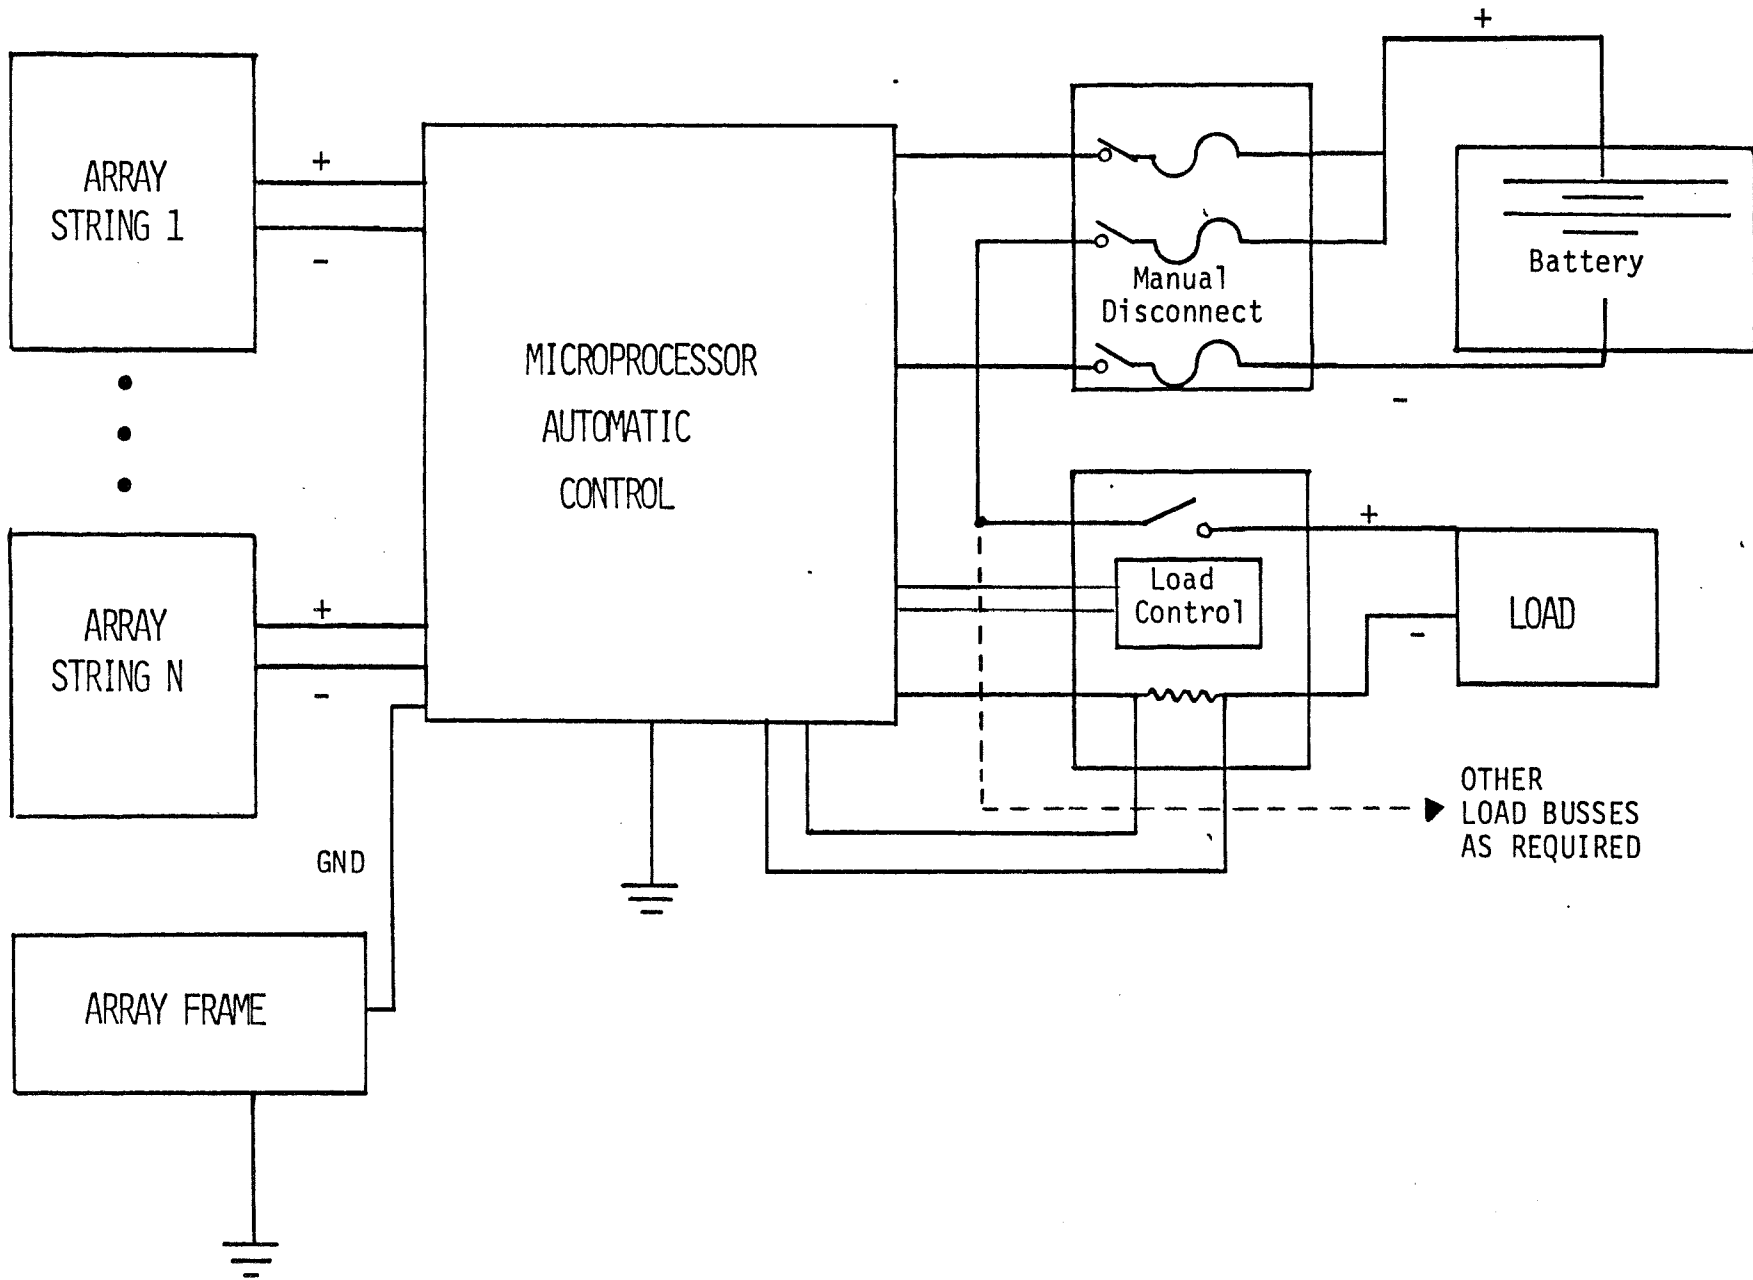 ARRAY
STRING 1
+
-
MICROPROCESSOR
AUTOMATIC
CONTROL
Manual
Disconnect
+
Battery
-
ARRAY
STRING N
+
-
Load
Control
+
-
LOAD
OTHER
LOAD BUSSES
AS REQUIRED
GND
ARRAY FRAME